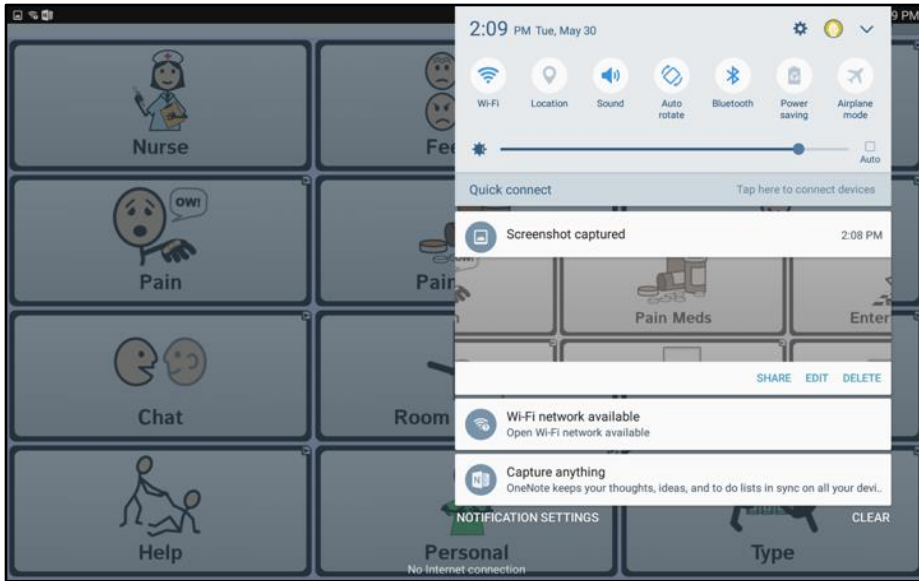 9 PM
2:09 PM Tue, May 30
Wi-Fi
Location
Sound
Auto
rotate
Bluetooth
Power
saving
Airplane
mode
Auto
Quick connect
Tap here to connect devices
Screenshot captured
2:08 PM
Pain Meds
Enter
SHARE EDIT DELETE
Wi-Fi network available
Open Wi-Fi network available
Capture anything
OneNote keeps your thoughts, ideas, and to do lists in sync on all your devi..
NOTIFICATION SETTINGS
CLEAR
Nurse
Fee
OW!
Pain
Pain
Chat
Room
Help
Personal
Type
No Internet connection